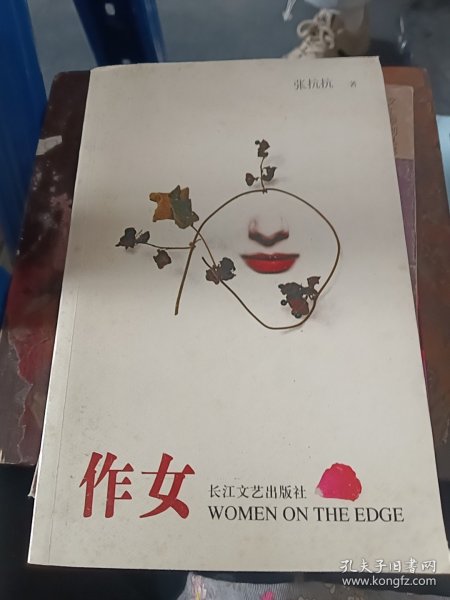 张抗抗 著
作女
长江文艺出版社
WOMEN ON THE EDGE
孔夫子旧书网
www.kongfz.com